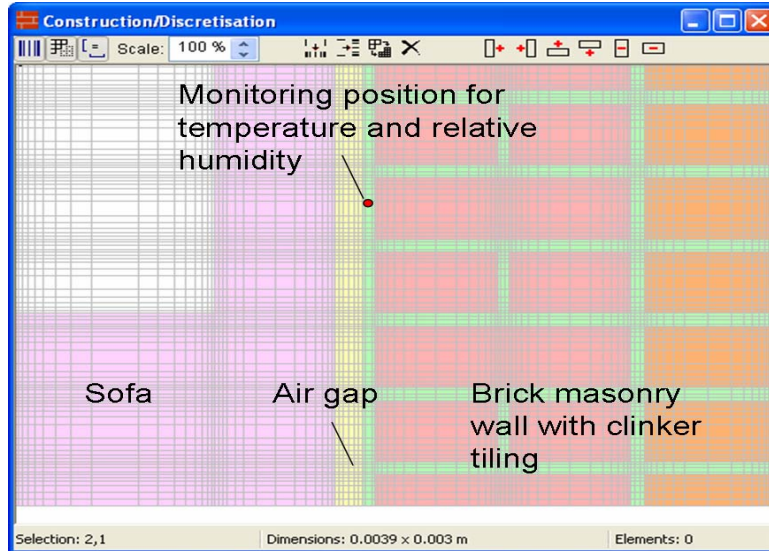 Construction/Discretisation
Scale: 100 %
Monitoring position for
temperature and relative
humidity
Sofa
Air gap
Brick masonry
wall with clinker
tiling
Selection: 2,1
Dimensions: 0.0039 x 0.003 m
Elements: 0